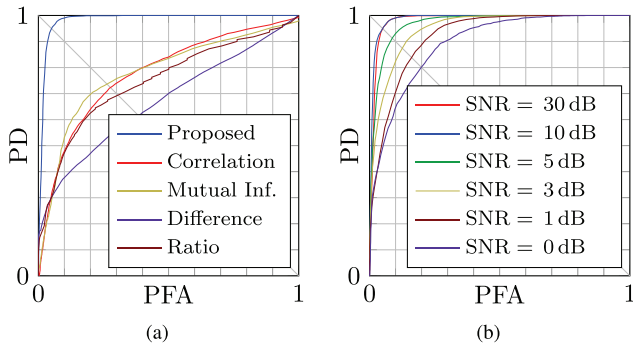 1
PD
0
0
PFA
1
Proposed
Correlation
Mutual Inf.
Difference
Ratio
(a)
1
PD
0
0
PFA
1
SNR = 30 dB
SNR = 10 dB
SNR = 5 dB
SNR = 3 dB
SNR = 1 dB
SNR = 0 dB
(b)